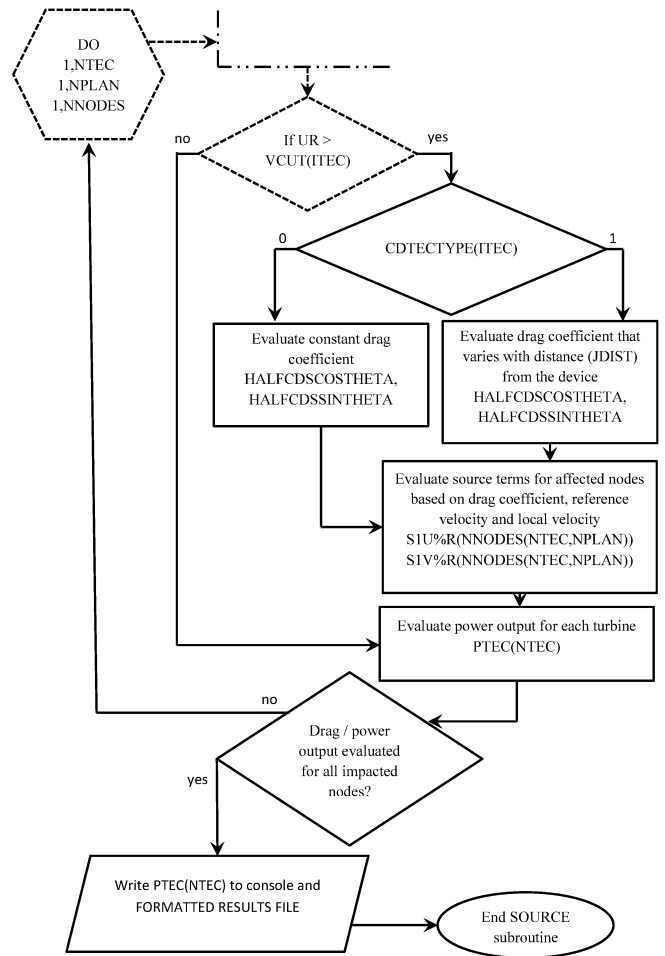 DO
1,NTEC
1,NPLAN
1,NNODES
no
If UR >
VCUT(ITEC)
yes
0
CDTECTYPE(ITEC)
1
Evaluate constant drag
coefficient
HALFCDSCOSTHETA,
HALFCDSSINTHETA
Evaluate drag coefficient that
varies with distance (JDIST)
from the device
HALFCDSCOSTHETA,
HALFCDSSINTHETA
Evaluate source terms for affected nodes
based on drag coefficient, reference
velocity and local velocity
S1U%R(NNODES(NTEC,NPLAN))
S1V%R(NNODES(NTEC,NPLAN))
Evaluate power output for each turbine
PTEC(NTEC)
no
Drag / power
output evaluated
for all impacted
nodes?
yes
Write PTEC(NTEC) to console and
FORMATTED RESULTS FILE
End SOURCE
subroutine